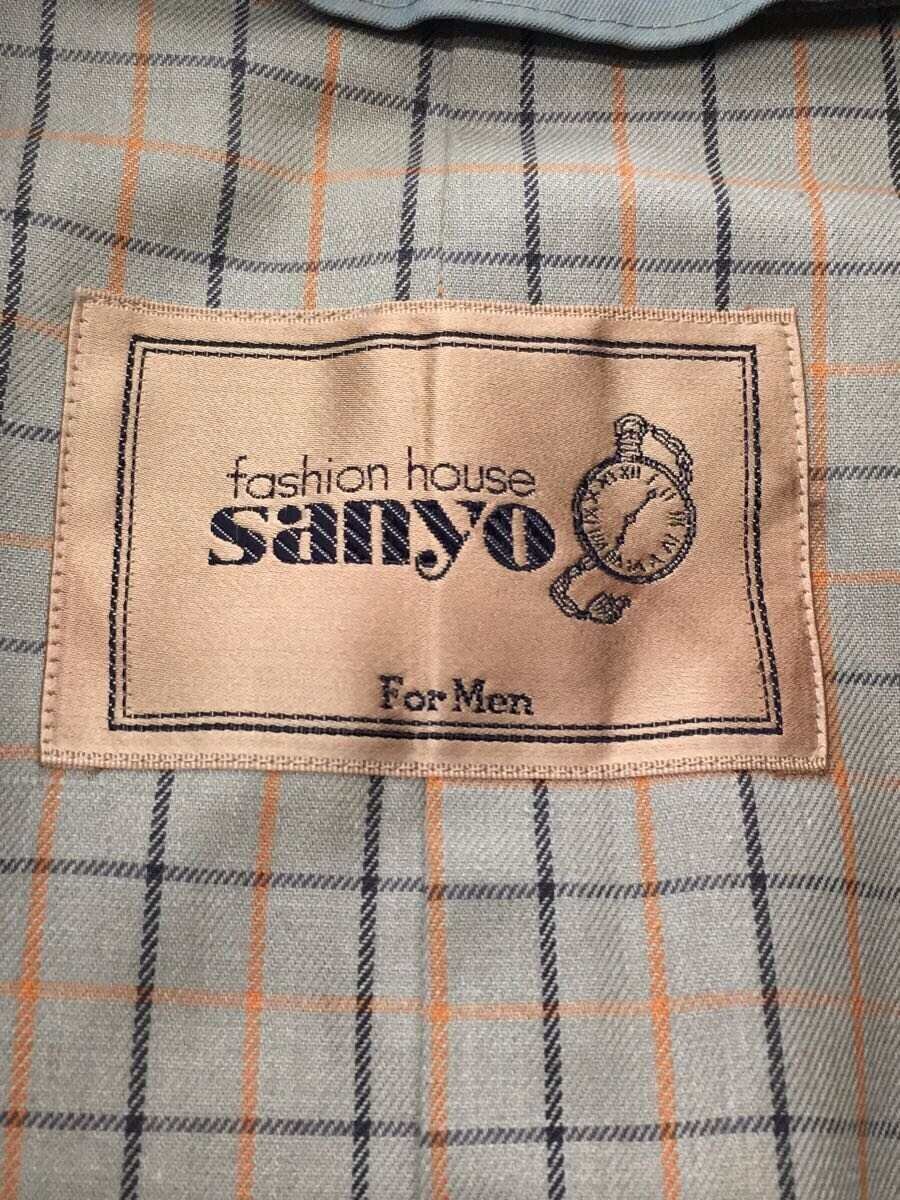 fashion house
sanyo
For Men